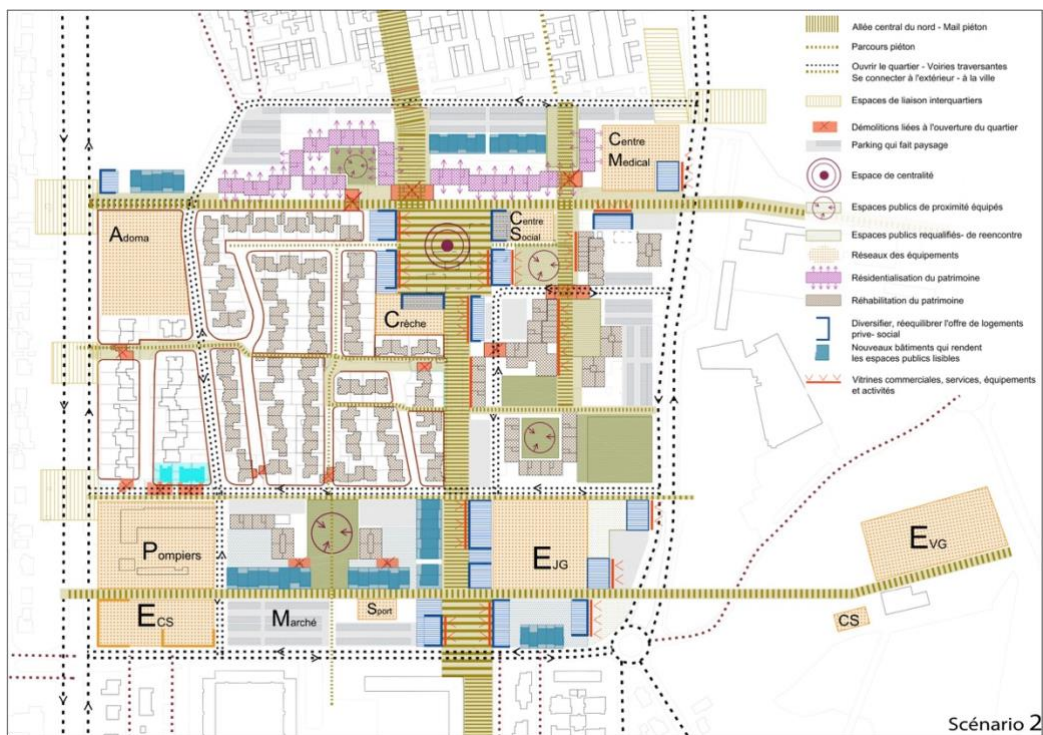 Allée central du nord - Mail piéton
Parcours piéton
Ouvrir le quartier - Voiries traversantes
Se connecter à l'extérieur - à la ville
Espaces de liaison interquartiers
Démolitions liées à l'ouverture du quartier
Parking qui fait paysage
Espace de centralité
Espaces publics de proximité équipés
Espaces publics requalifiés- de reencontre
Réseaux des équipements
Résidentialisation du patrimoine
Réhabilitation du patrimoine
Diversifier, rééquilibrer l'offre de logements
prive- social
Nouveaux bâtiments qui rendent
les espaces publics lisibles
Vitrines commerciales, services, équipements
et activités
Centre
Medical
Adoma
Centre
Social
Crèche
Pompiers
EJG
EVG
ECS
Marché
Sport
CS
Scénario 2